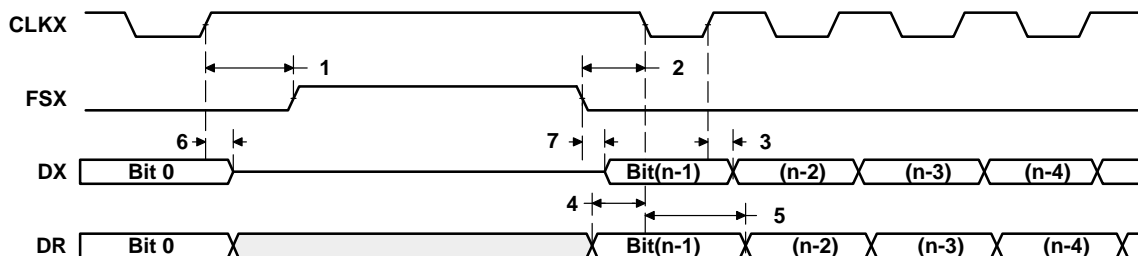 CLKX
1 2
FSX
6 7 3
DX Bit 0 Bit(n-1) (n-2) (n-3) (n-4)
4 5
DR Bit 0 Bit(n-1) (n-2) (n-3) (n-4)